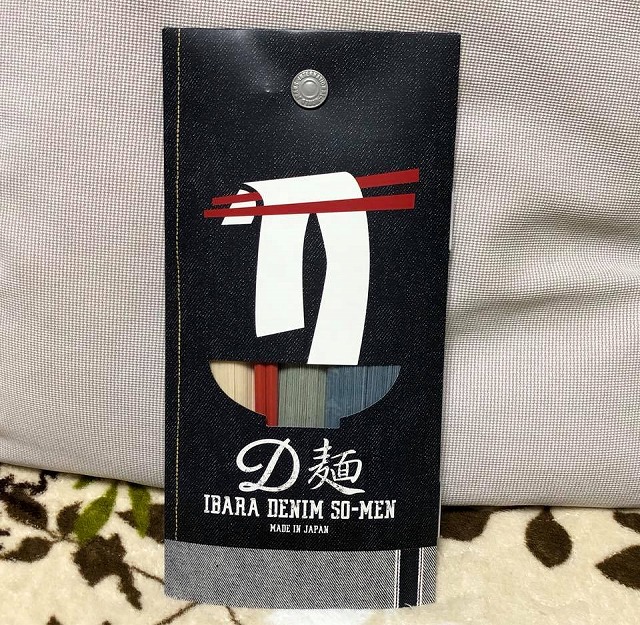 D麺
IBARA DENIM SO-MEN
MADE IN JAPAN